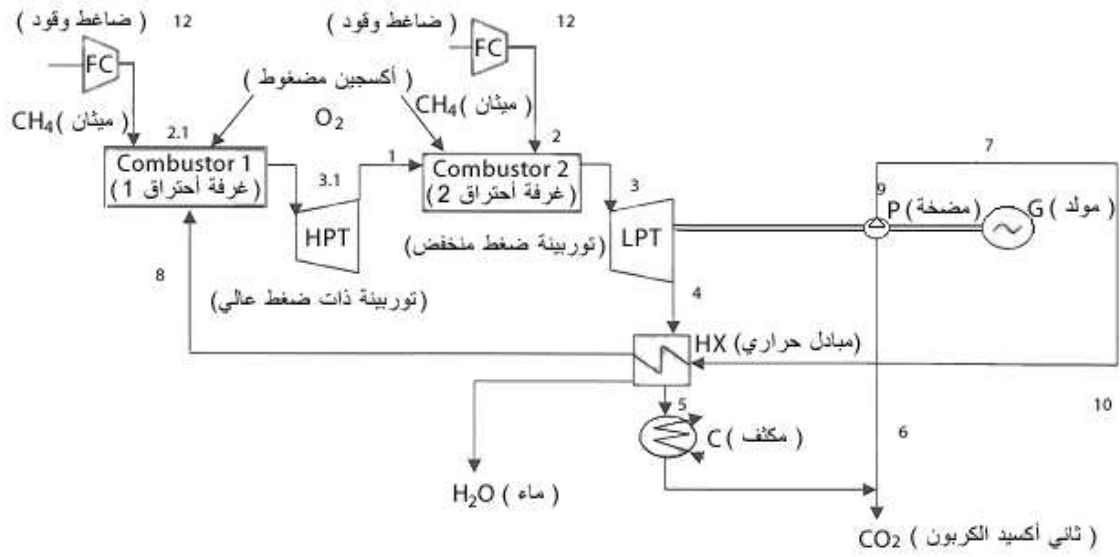 ( ضاغط وقود ) 12
FC
CH4 ( ميثان )
( ضاغط وقود ) 12
FC
CH4 ( ميثان )
( أكسجين مضغوط )
O2
2.1
Combustor 1
( غرفة أحتراق 1 )
3.1
HPT
(توربينة ذات ضغط عالي)
1
2
Combustor 2
( غرفة أحتراق 2 )
3
LPT
(توربينة ضغط منخفض )
4
7
9
P ( مضخة )
G ( مولد )
8
HX (مبادل حراري)
10
5
C ( مكثف )
6
H2O ( ماء )
CO2 ( ثاني أكسيد الكربون )